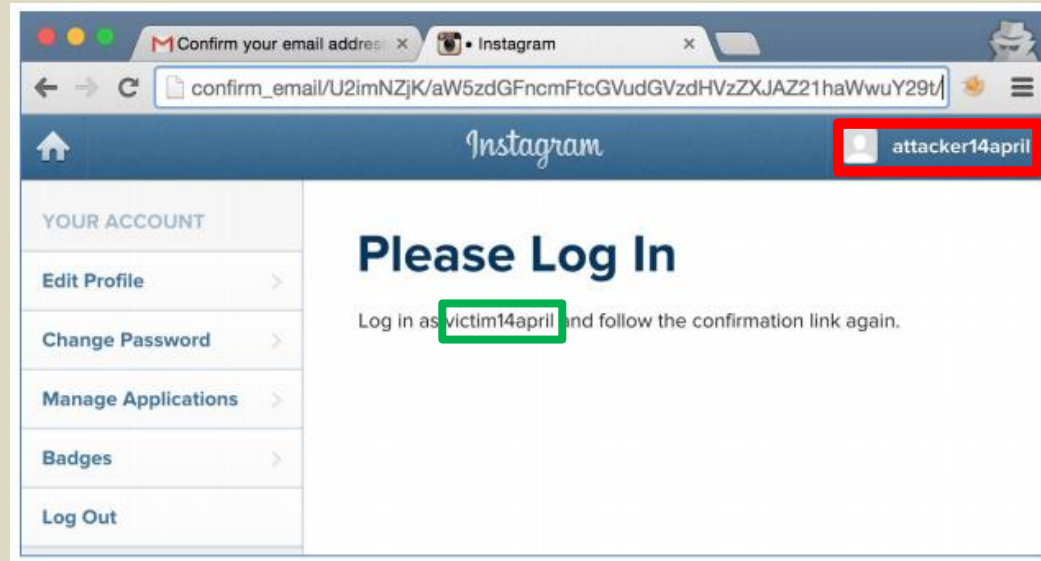 Confirm your email addres
• Instagram
confirm_email/U2imNZjK/aW5zdGFncmFtcGVudGVzdHVzZXJAZ21haWwuY29t/
Instagram
attacker14april
YOUR ACCOUNT
Edit Profile
Change Password
Manage Applications
Badges
Log Out
Please Log In
Log in as victim14april and follow the confirmation link again.